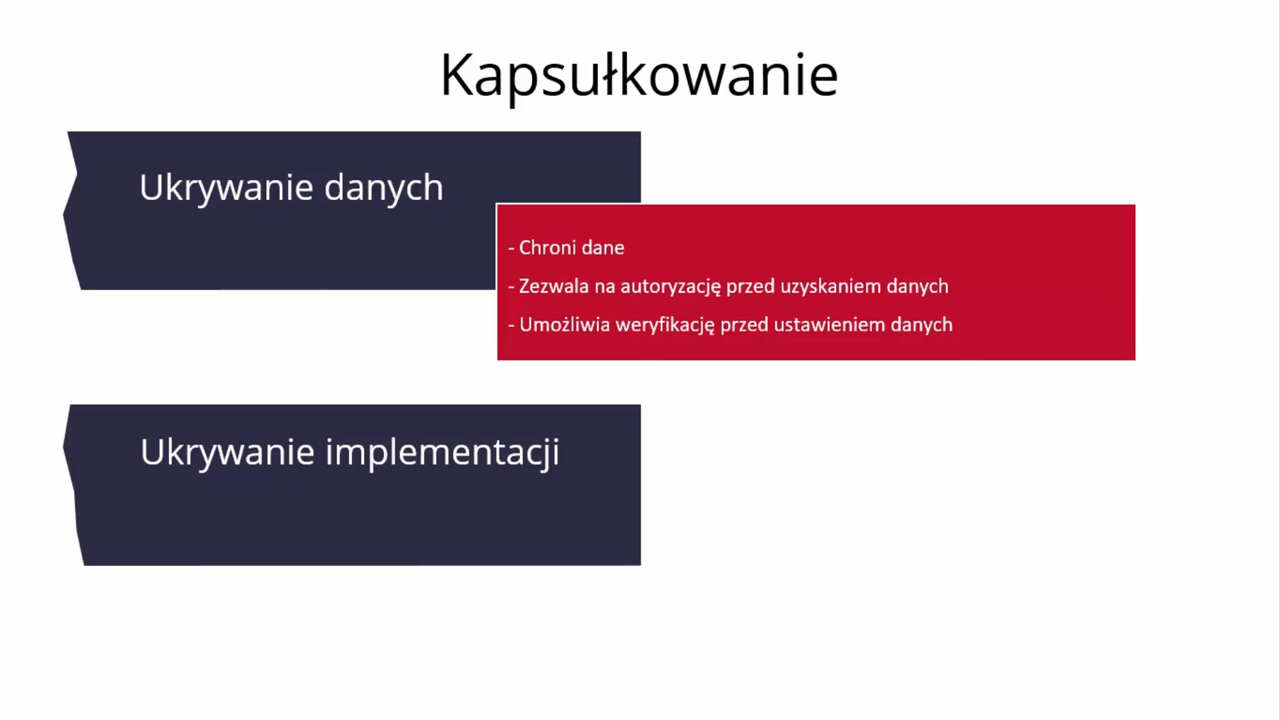 Kapsułkowanie
Ukrywanie danych
- Chroni dane
- Zezwala na autoryzację przed uzyskaniem danych
- Umożliwia weryfikację przed ustawieniem danych
Ukrywanie implementacji